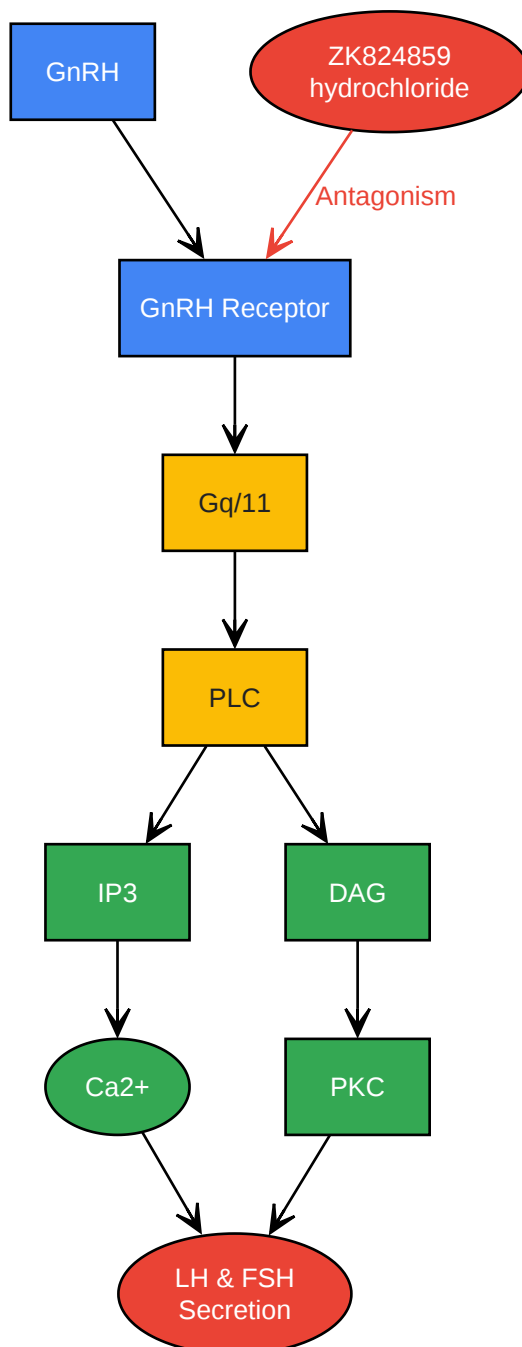 GnRH
ZK824859
hydrochloride
Antagonism
GnRH Receptor
Gq/11
PLC
IP3
DAG
Ca2+
PKC
LH & FSH
Secretion